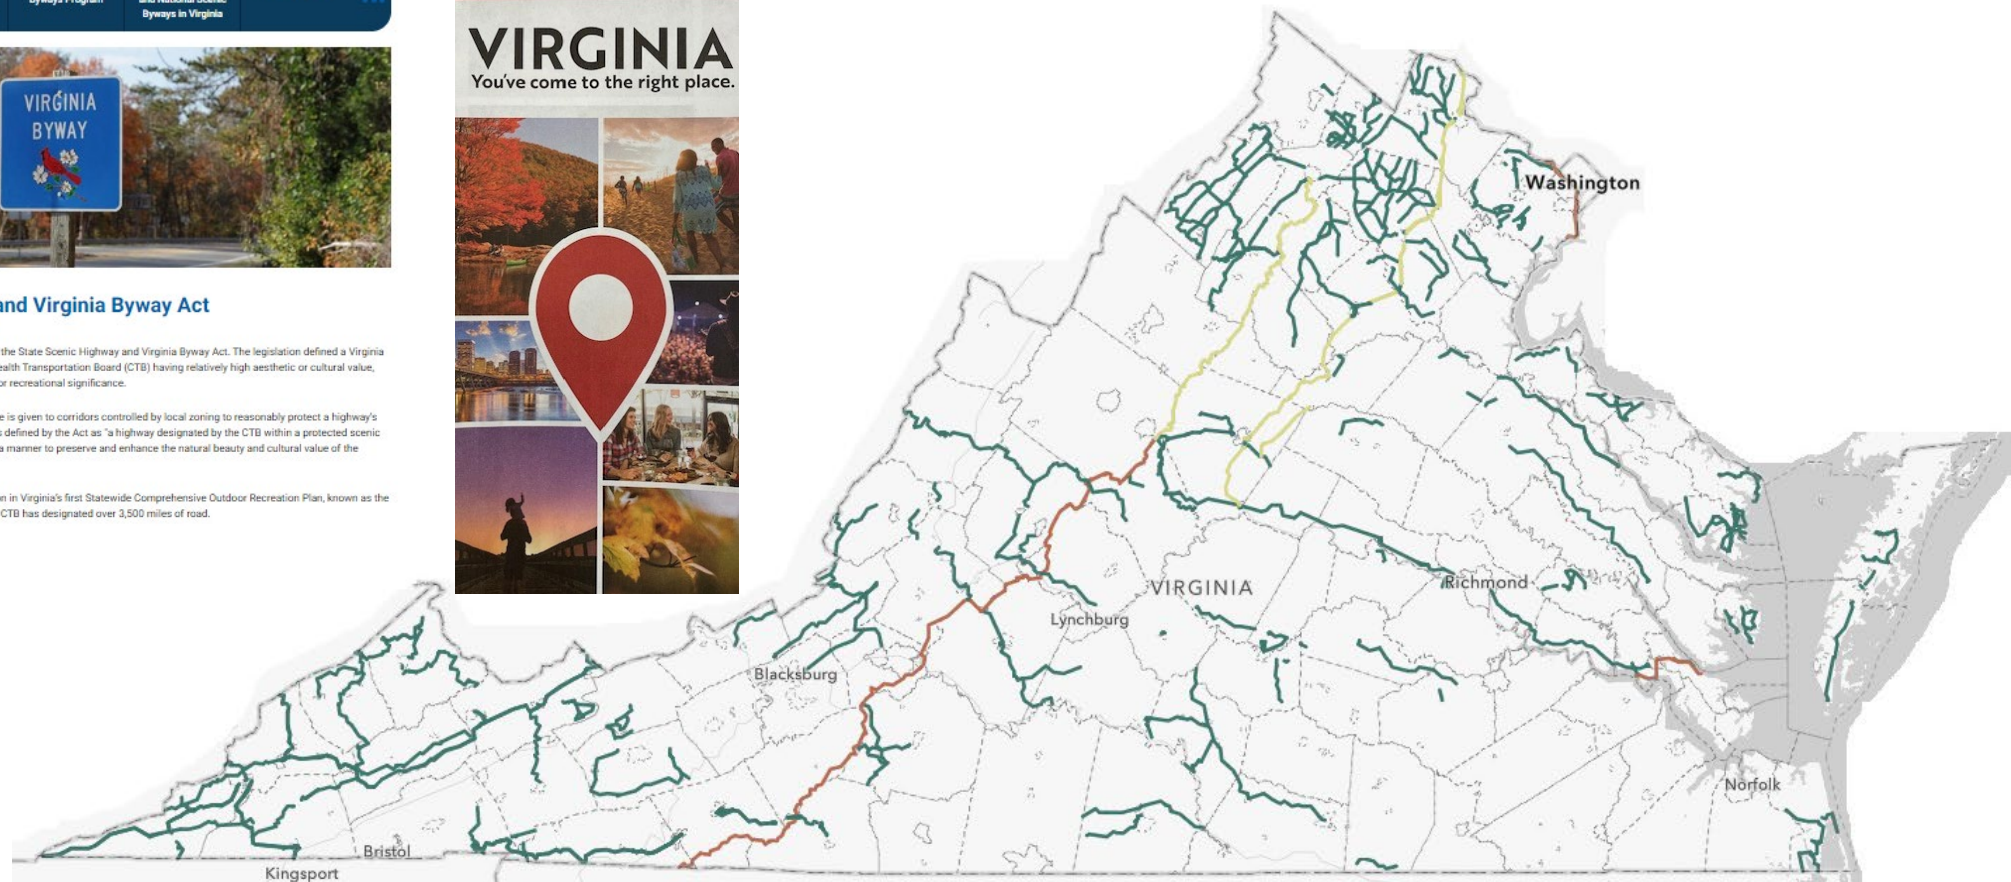 Byways Program
and National Scenic
Byways in Virginia
VIRGINIA
BYWAY
and Virginia Byway Act
the State Scenic Highway and Virginia Byway Act. The legislation defined a Virginia
ealth Transportation Board (CTB) having relatively high aesthetic or cultural value,
or recreational significance.
e is given to corridors controlled by local zoning to reasonably protect a highway's
s defined by the Act as "a highway designated by the CTB within a protected scenic
a manner to preserve and enhance the natural beauty and cultural value of the
n in Virginia's first Statewide Comprehensive Outdoor Recreation Plan, known as the
CTB has designated over 3,500 miles of road.
VIRGINIA
You've come to the right place.
Washington
VIRGINIA
Richmond
Lynchburg
Blacksburg
Norfolk
Bristol
Kingsport